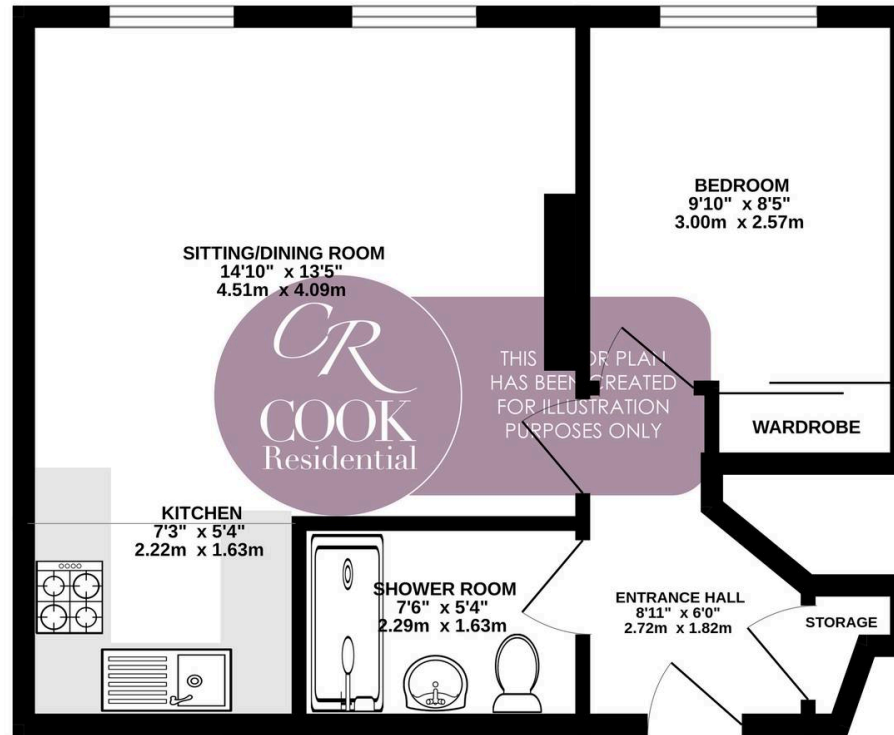 BEDROOM
9'10" x 8'5"
3.00m x 2.57m
SITTING/DINING ROOM
14'10" x 13'5"
4.51m x 4.09m
CR
COOK
Residential
THIS FLOOR PLAN
HAS BEEN CREATED
FOR ILLUSTRATION
PURPOSES ONLY
WARDROBE
KITCHEN
7'3" x 5'4"
2.22m x 1.63m
SHOWER ROOM
7'6" x 5'4"
2.29m x 1.63m
ENTRANCE HALL
8'11" x 6'0"
2.72m x 1.82m
STORAGE